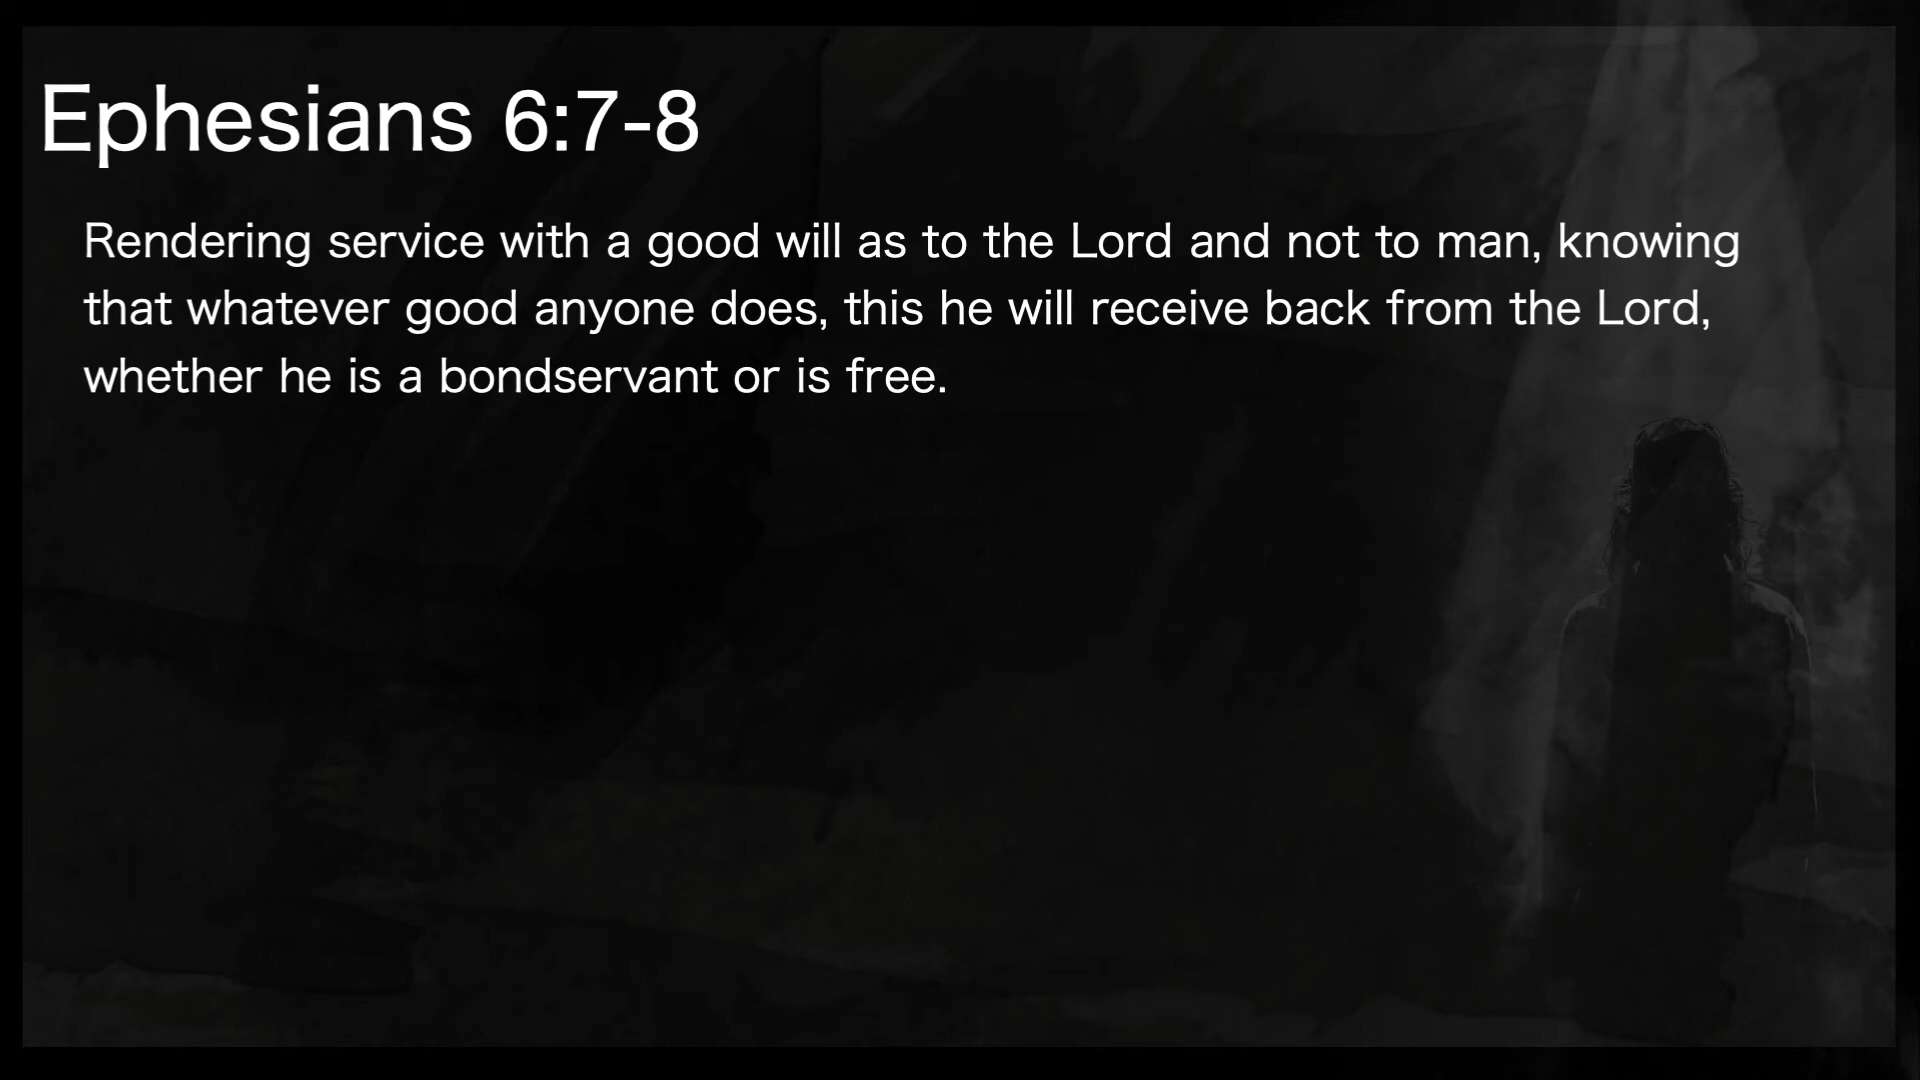 Ephesians 6:7-8
Rendering service with a good will as to the Lord and not to man, knowing
that whatever good anyone does, this he will receive back from the Lord,
whether he is a bondservant or is free.